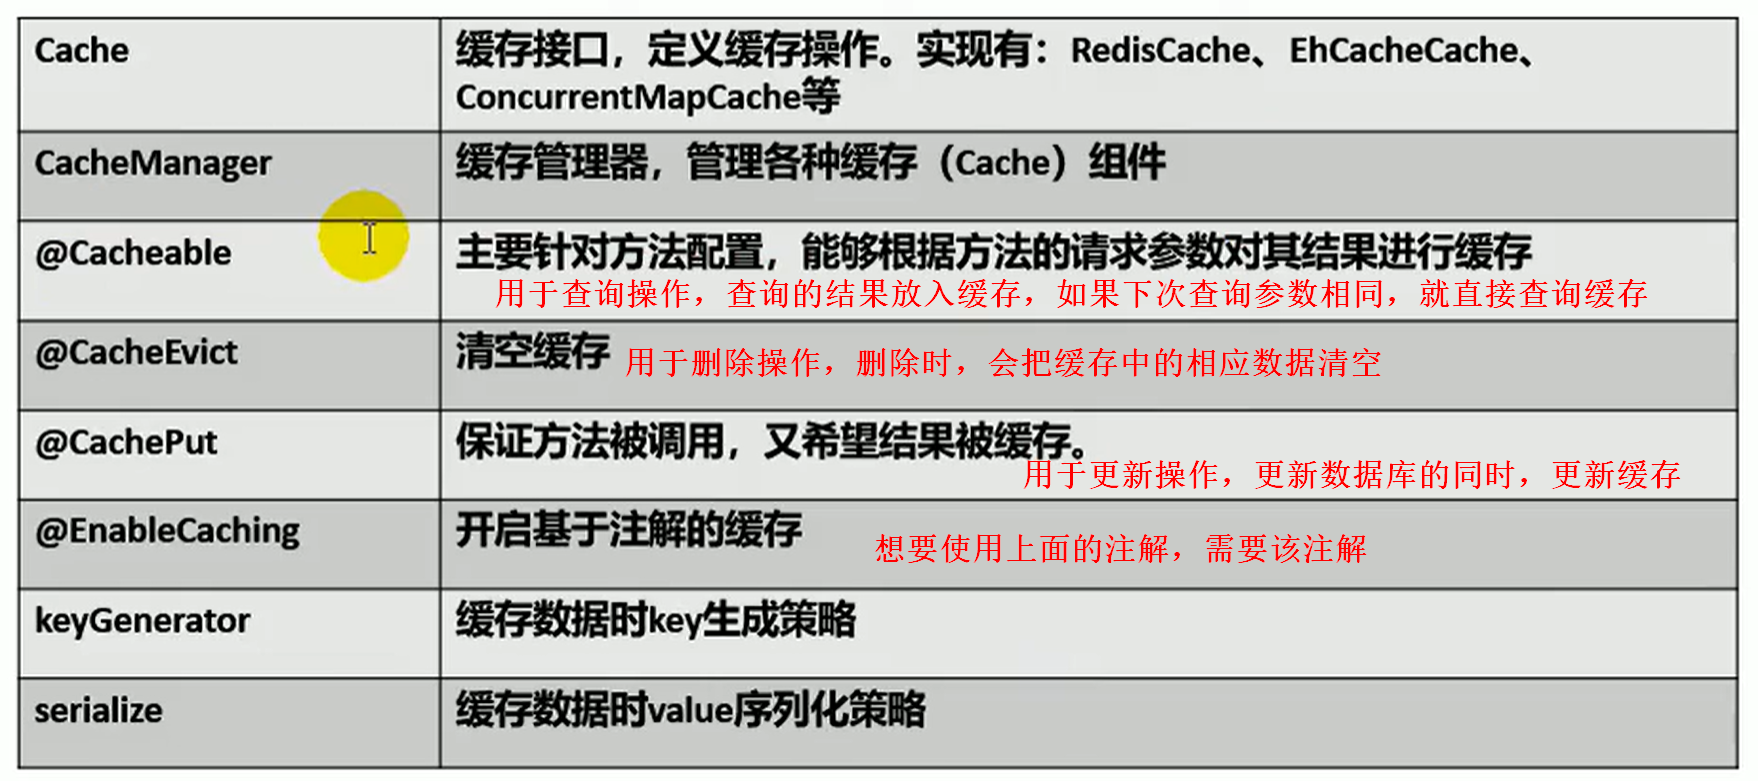 Cache
缓存接口，定义缓存操作。实现有：RedisCache、EhCacheCache、
ConcurrentMapCache等
CacheManager
缓存管理器，管理各种缓存（Cache）组件
@Cacheable
主要针对方法配置，能够根据方法的请求参数对其结果进行缓存
用于查询操作，查询的结果放入缓存，如果下次查询参数相同，就直接查询缓存
@CacheEvict
清空缓存
用于删除操作，删除时，会把缓存中的相应数据清空
@CachePut
保证方法被调用，又希望结果被缓存。
用于更新操作，更新数据库的同时，更新缓存
@EnableCaching
开启基于注解的缓存
想要使用上面的注解，需要该注解
keyGenerator
缓存数据时key生成策略
serialize
缓存数据时value序列化策略